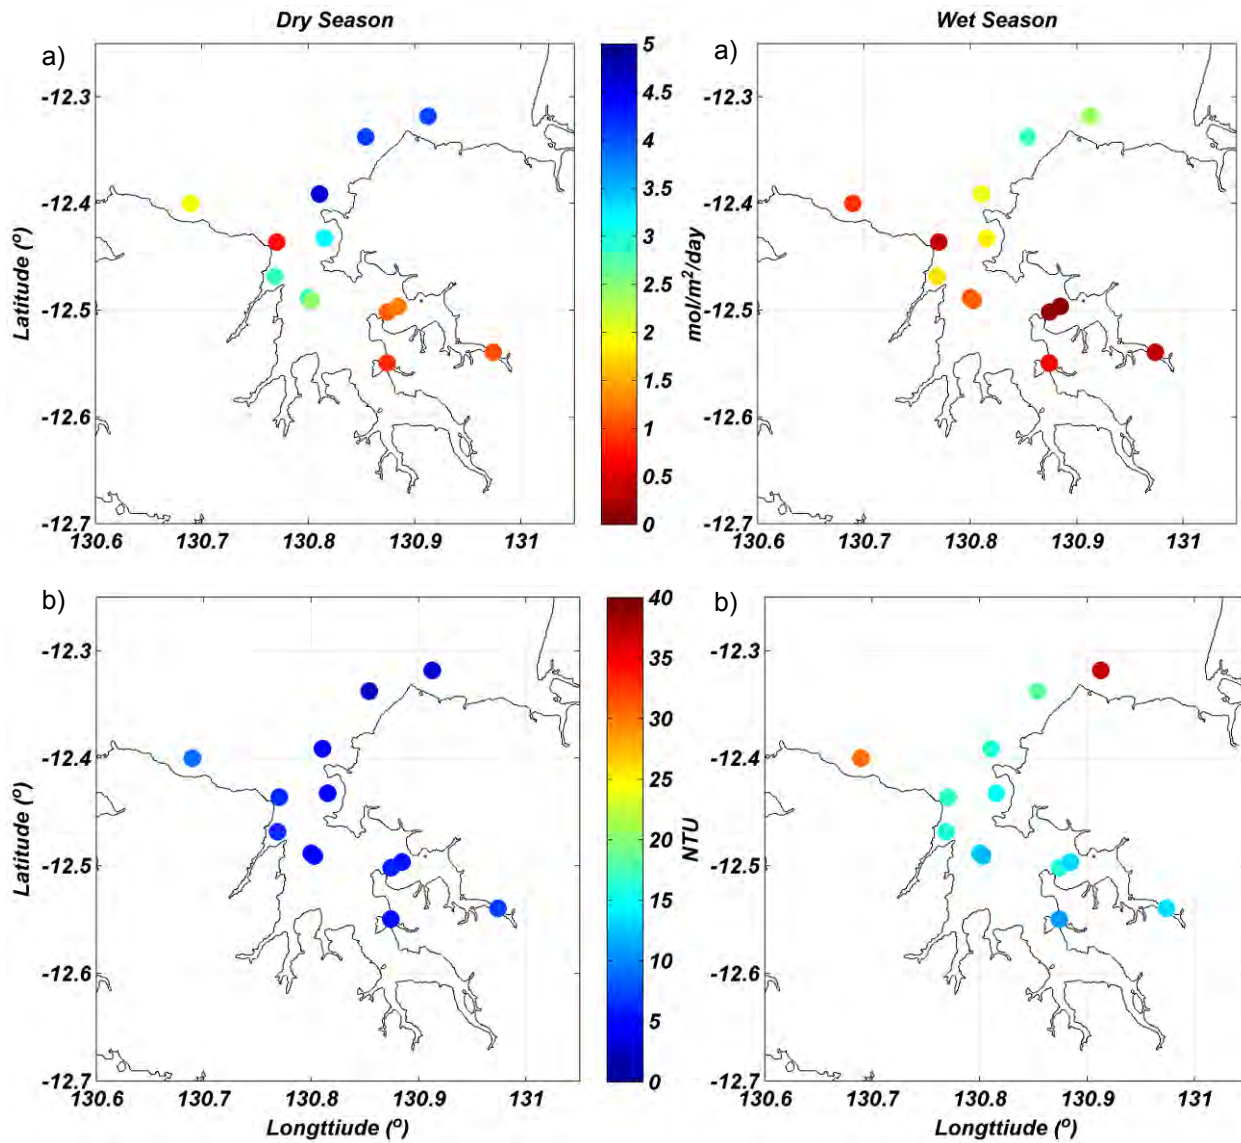 Dry Season
Wet Season
a)
-12.3
-12.4
-12.5
-12.6
-12.7
Latitude (o)
130.6 130.7 130.8 130.9 131
5
4.5
4
3.5
3
2.5
2
1.5
1
0.5
0
mol/m2/day
a)
-12.3
-12.4
-12.5
-12.6
-12.7
130.6 130.7 130.8 130.9 131
b)
-12.3
-12.4
-12.5
-12.6
-12.7
Latitude (o)
130.6 130.7 130.8 130.9 131
Longttiude (o)
40
35
30
25
20
15
10
5
0
NTU
b)
-12.3
-12.4
-12.5
-12.6
-12.7
130.6 130.7 130.8 130.9 131
Longttiude (o)